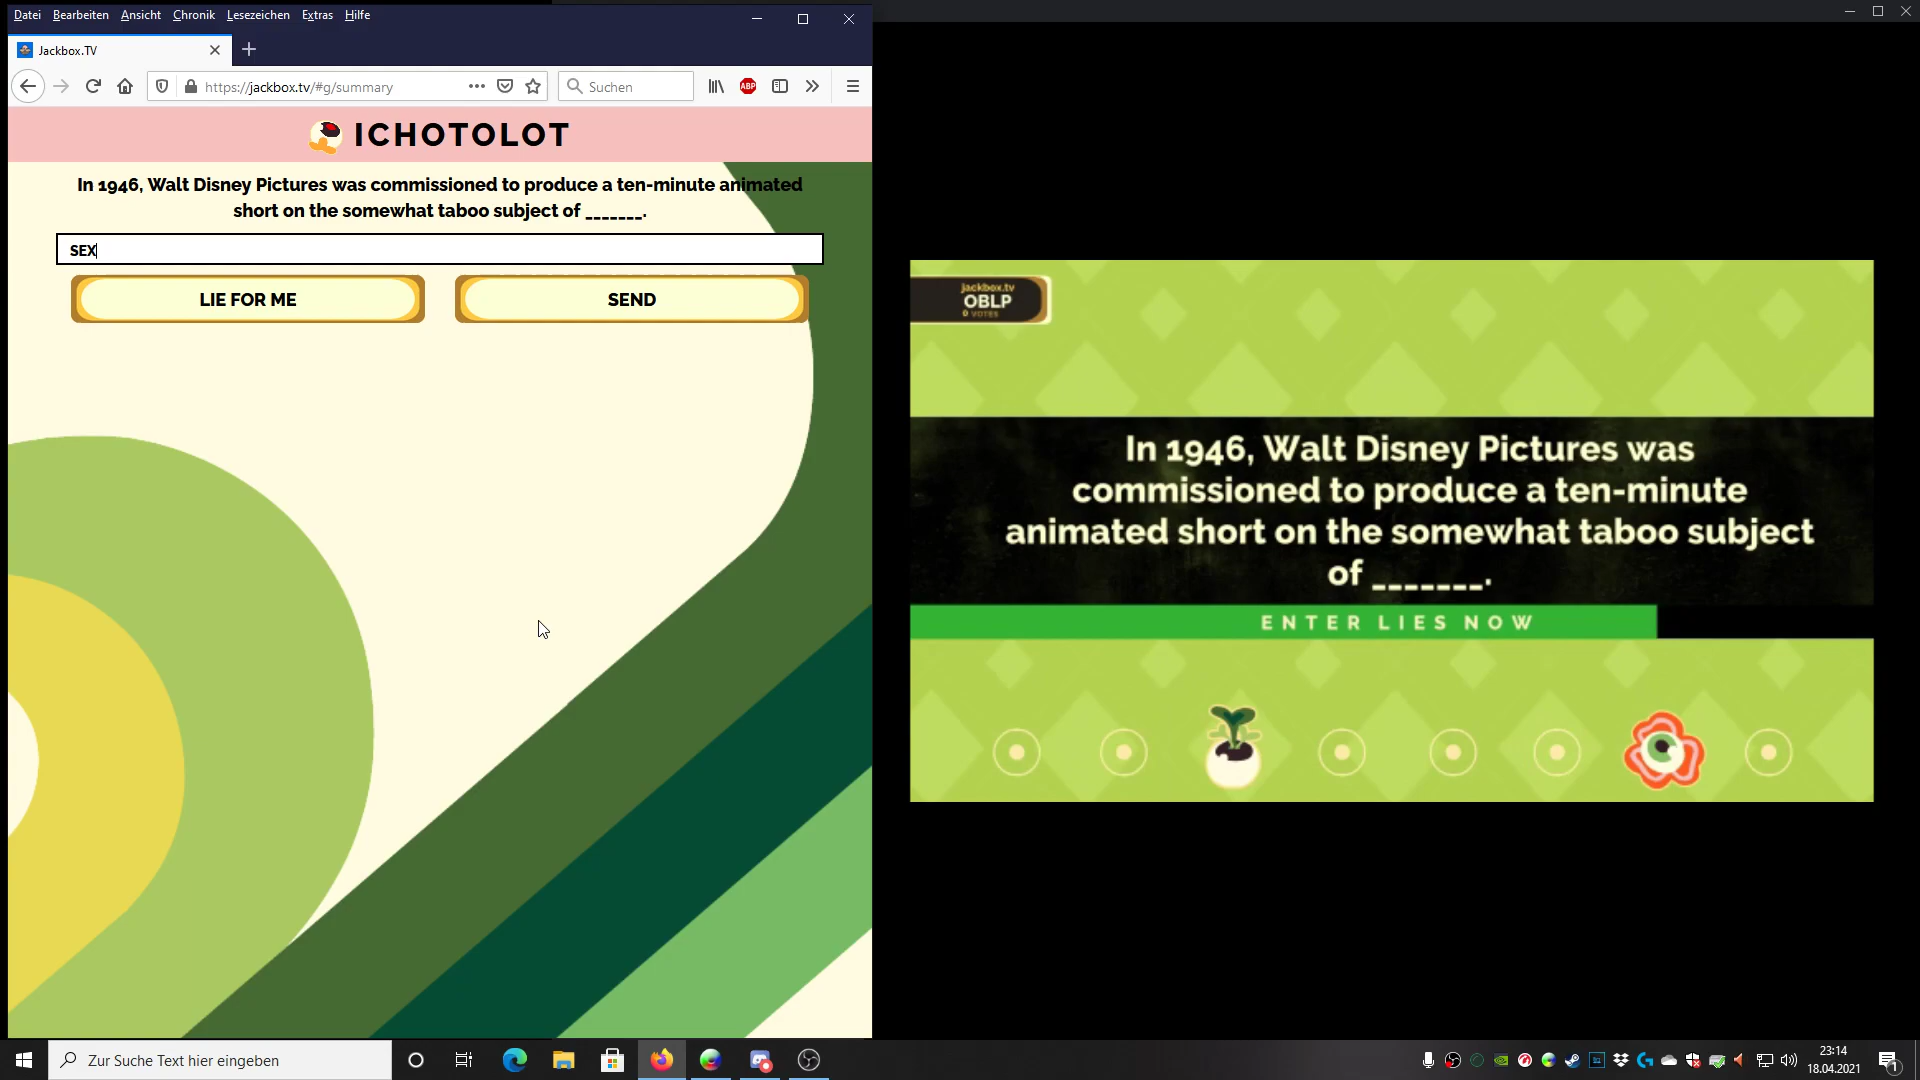 Datei Bearbeiten Ansicht Chronik Lesezeichen Extras Hilfe
Jackbox.TV
https://jackbox.tv/#g/summary
Suchen
ABP
ICHOTOLOT
In 1946, Walt Disney Pictures was commissioned to produce a ten-minute animated
short on the somewhat taboo subject of _______.
SEX
LIE FOR ME
SEND
jackbox.tv
OBLP
0 VOTES
In 1946, Walt Disney Pictures was
commissioned to produce a ten-minute
animated short on the somewhat taboo subject
of _______.
ENTER LIES NOW
Zur Suche Text hier eingeben
23:14
18.04.2021
1